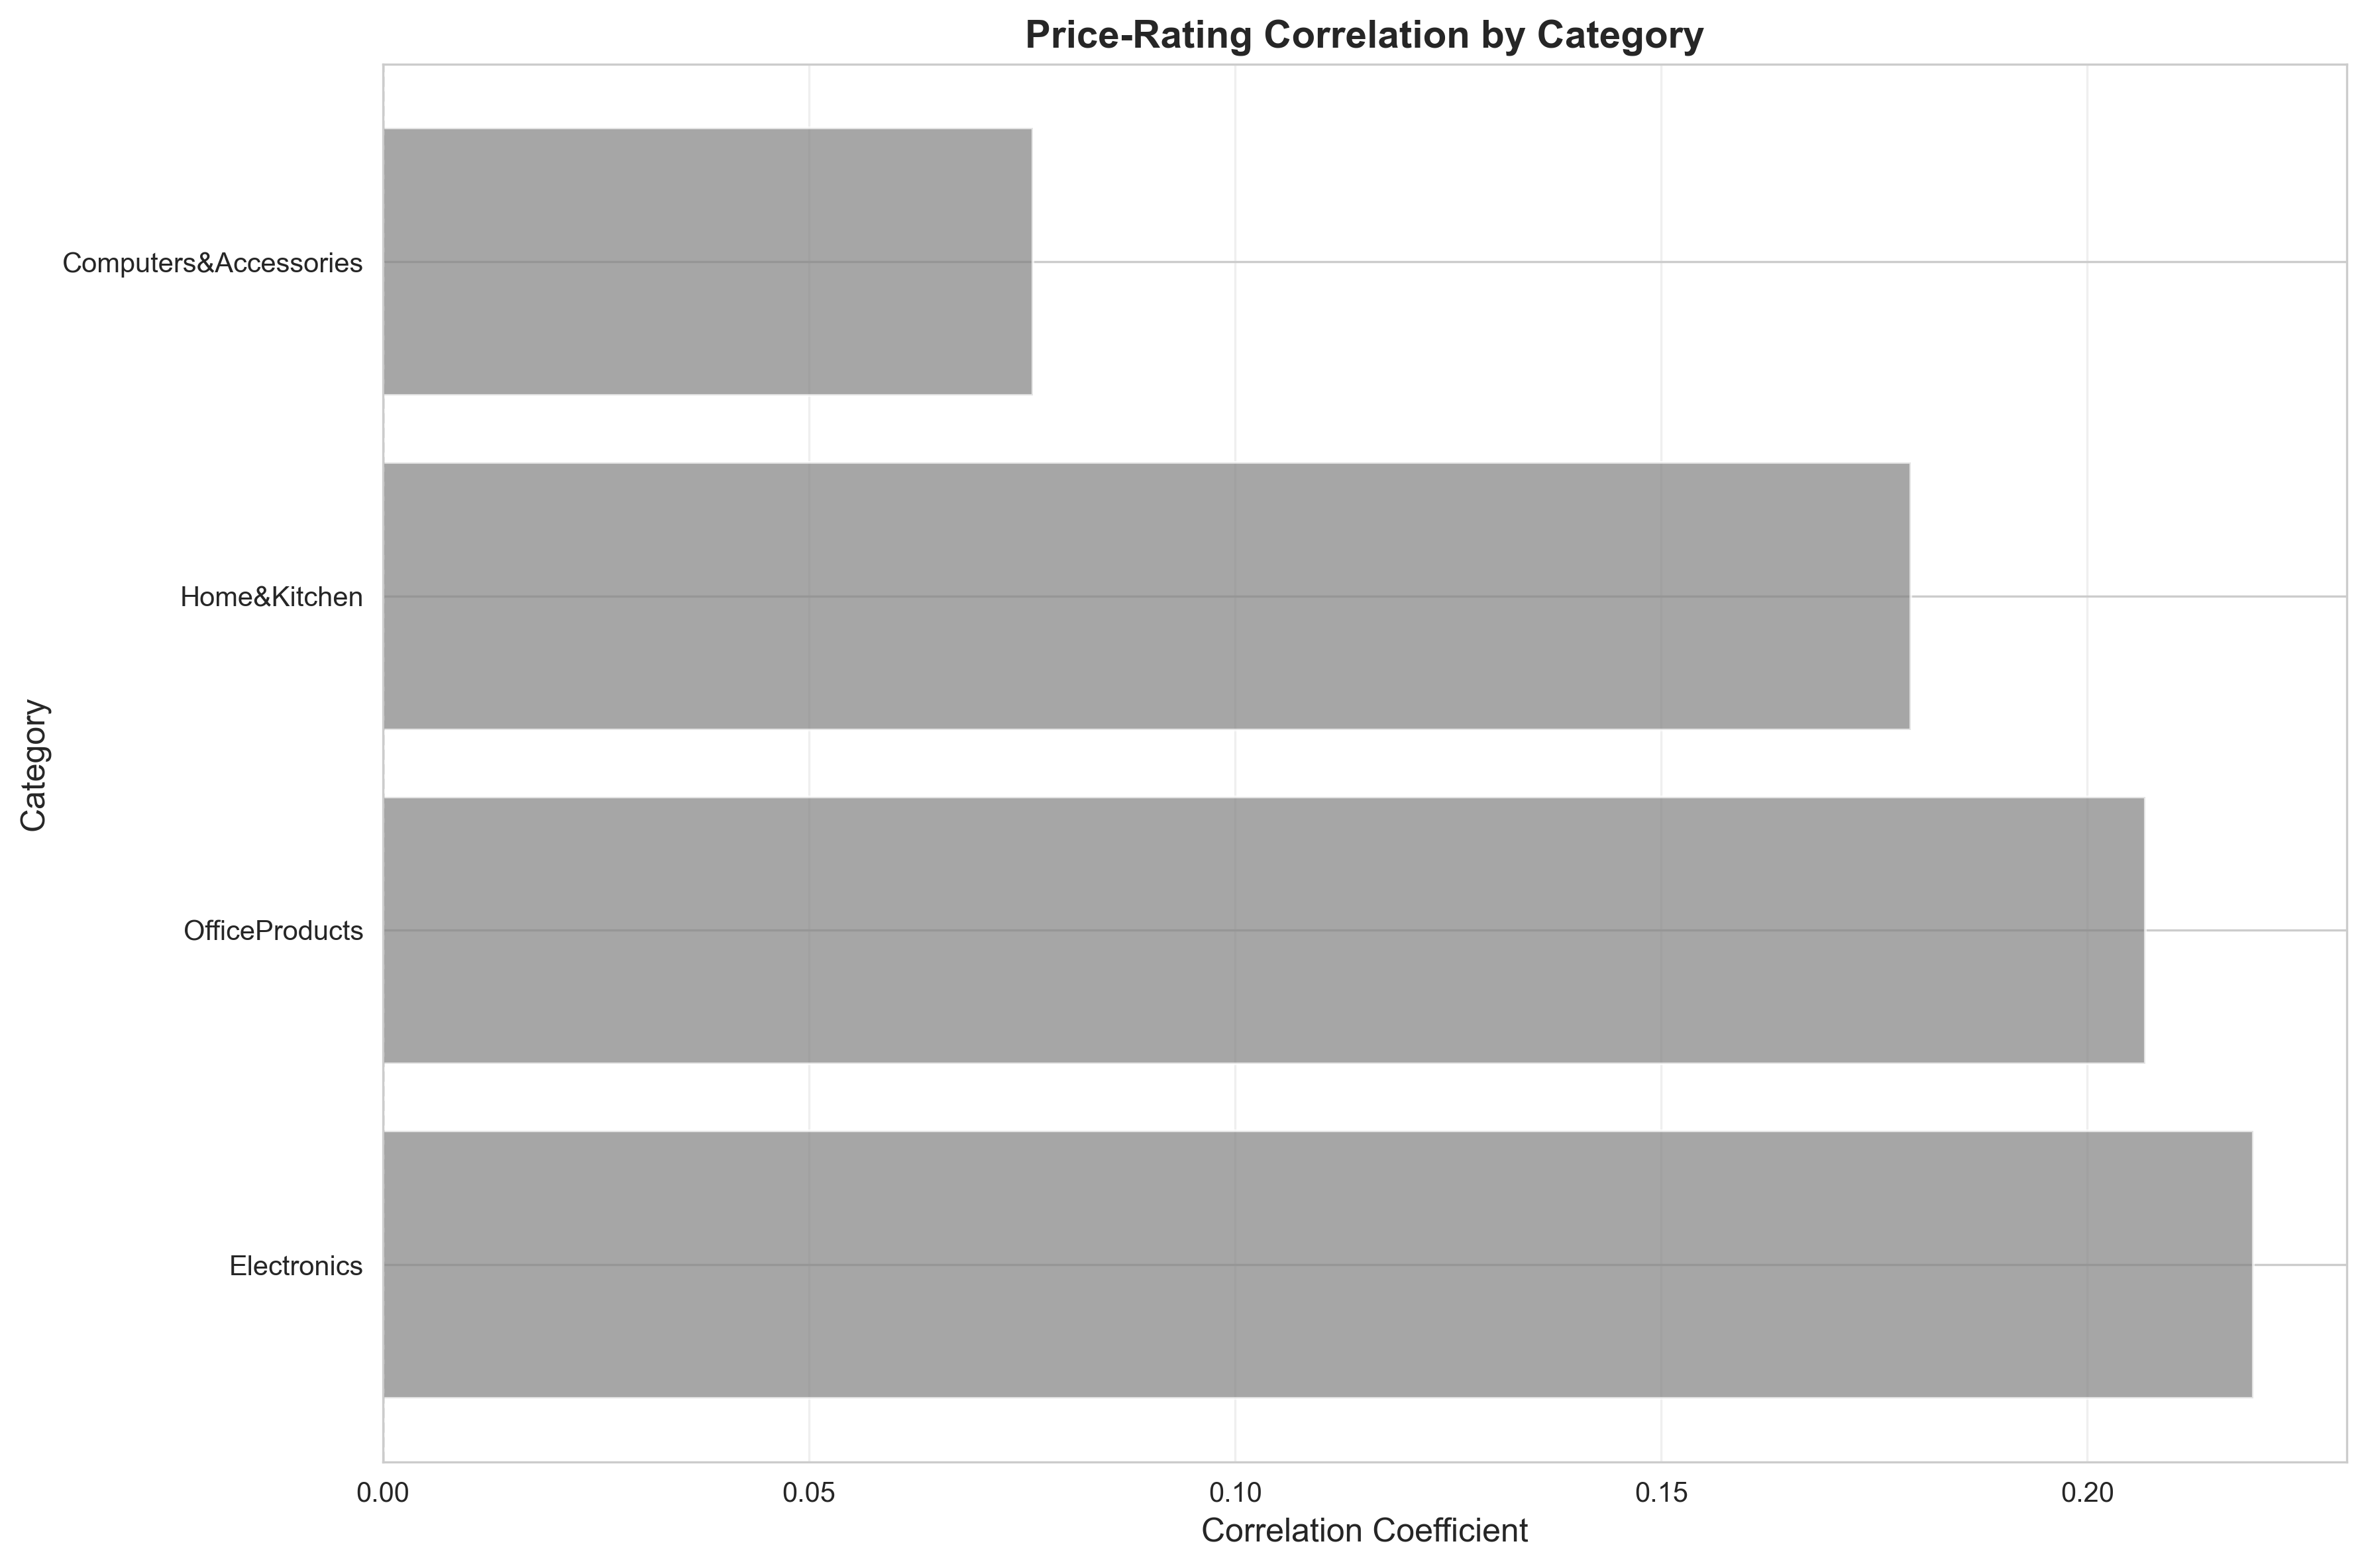 Price-Rating Correlation by Category
Category
Computers&Accessories
Home&Kitchen
OfficeProducts
Electronics
0.00
0.05
0.10
0.15
0.20
Correlation Coefficient